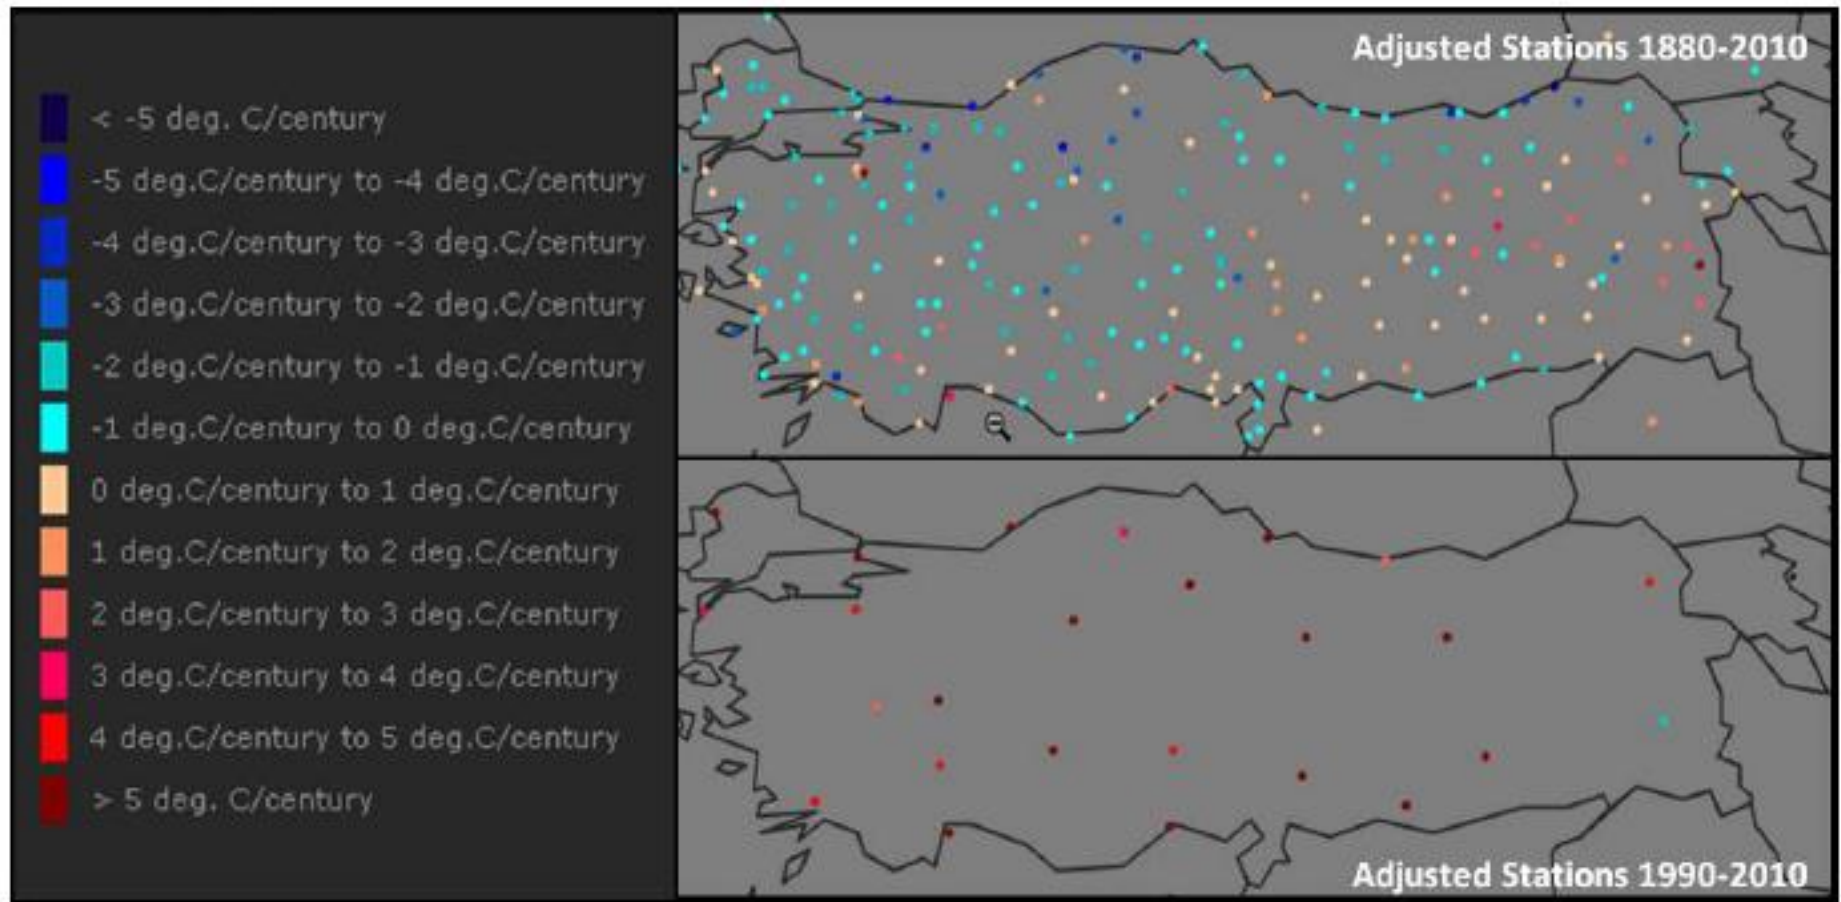 < -5 deg. C/century
-5 deg.C/century to -4 deg.C/century
-4 deg.C/century to -3 deg.C/century
-3 deg.C/century to -2 deg.C/century
-2 deg.C/century to -1 deg.C/century
-1 deg.C/century to 0 deg.C/century
0 deg.C/century to 1 deg.C/century
1 deg.C/century to 2 deg.C/century
2 deg.C/century to 3 deg.C/century
3 deg.C/century to 4 deg.C/century
4 deg.C/century to 5 deg.C/century
> 5 deg. C/century
Adjusted Stations 1880-2010
Adjusted Stations 1990-2010